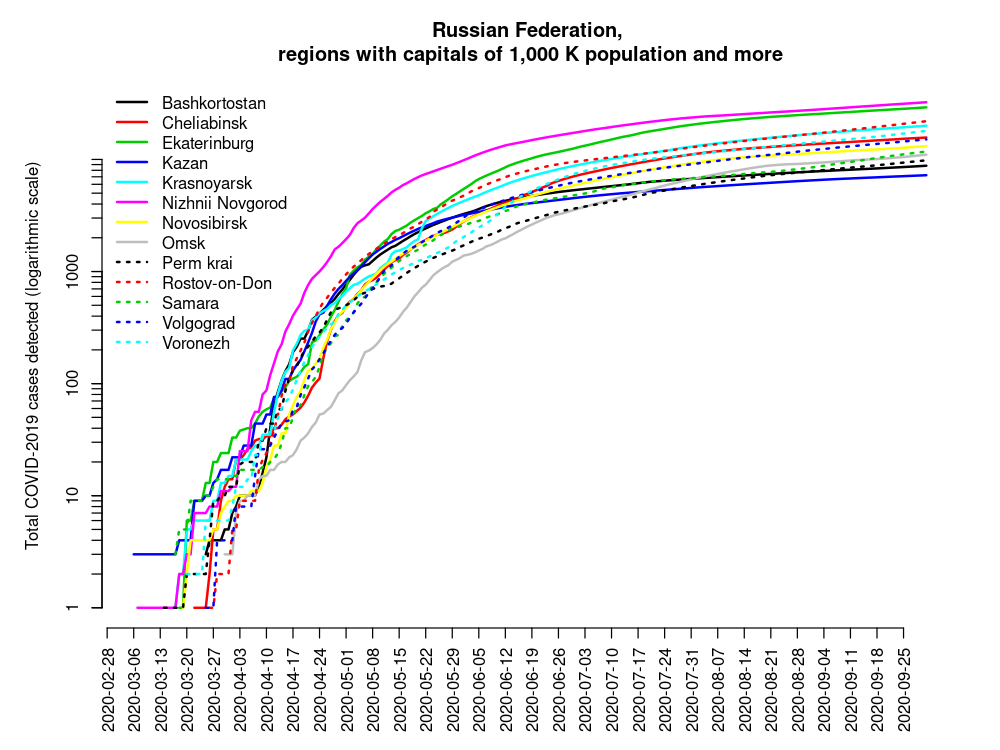 Russian Federation,
regions with capitals of 1,000 K population and more
Bashkortostan
Cheliabinsk
Ekaterinburg
Kazan
Krasnoyarsk
Nizhnii Novgorod
Novosibirsk
Omsk
Perm krai
Rostov-on-Don
Samara
Volgograd
Voronezh
Total COVID-2019 cases detected (logarithmic scale)
1000
100
10
1
2020-02-28
2020-03-06
2020-03-13
2020-03-20
2020-03-27
2020-04-03
2020-04-10
2020-04-17
2020-04-24
2020-05-01
2020-05-08
2020-05-15
2020-05-22
2020-05-29
2020-06-05
2020-06-12
2020-06-19
2020-06-26
2020-07-03
2020-07-10
2020-07-17
2020-07-24
2020-07-31
2020-08-07
2020-08-14
2020-08-21
2020-08-28
2020-09-04
2020-09-11
2020-09-18
2020-09-25